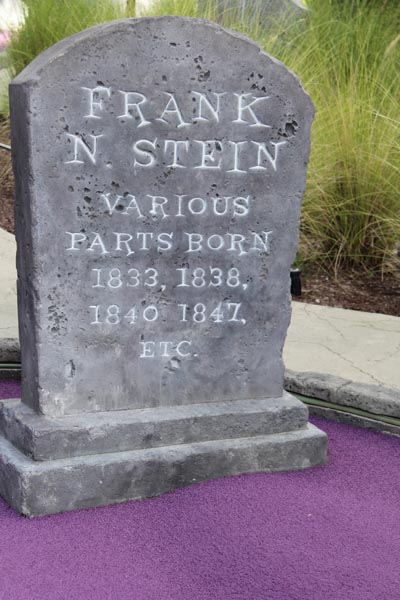 FRANK
N. STEIN
VARIOUS
PARTS BORN
1833, 1838,
1840 1847,
ETC.